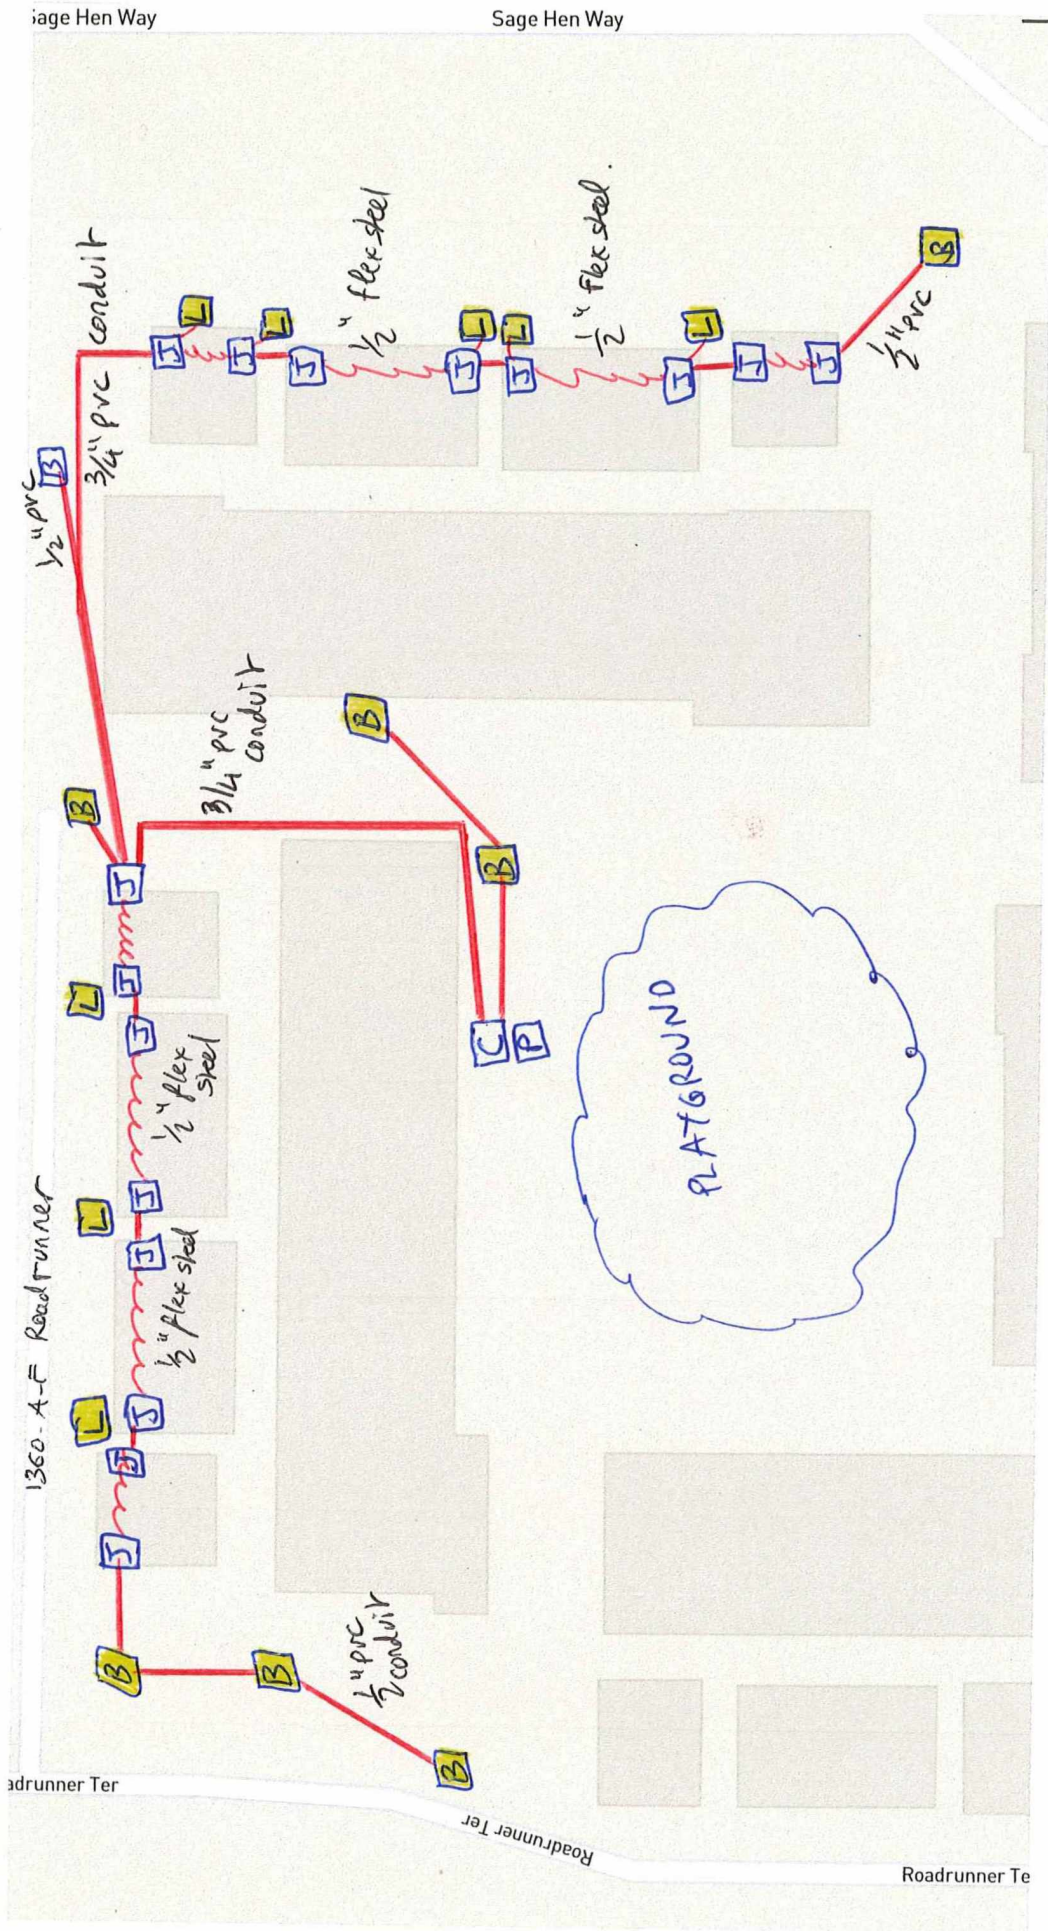 Sage Hen Way
Sage Hen Way
3/4" PVC conduit
1/2" PVC
B
J
L
J
L
J
1/2" flex steel
J
L
J
L
1/2" flex steel.
J
L
J
J
1/2" PVC
B
3/4" PVC
conduit
B
B
B
J
J
L
J
1/2" flex
steel
J
L
J
1/2" flex steel
J
L
J
J
C
P
PLAYGROUND
1360-A-F Roadrunner
B
B
B
1/2" PVC
conduit
adrunner Ter
Roadrunner Ter
Roadrunner Te